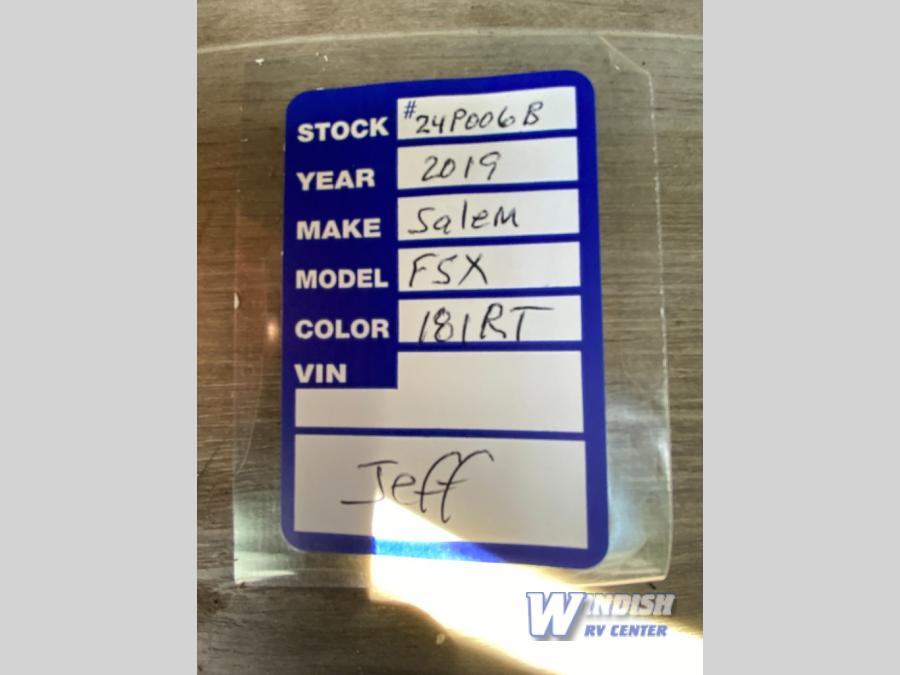 STOCK #24P006B
YEAR 2019
MAKE Salem
MODEL FSX
COLOR 181RT
VIN
Jeff
WINDISH
RV CENTER